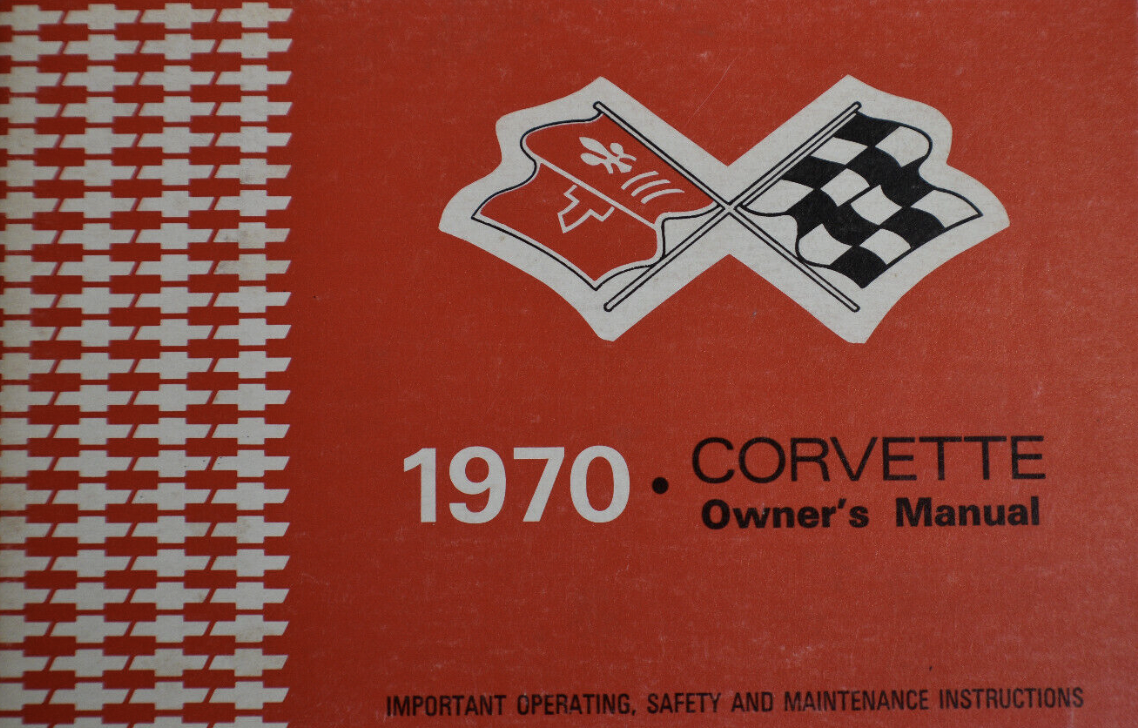 1970 • CORVETTE
Owner's Manual
IMPORTANT OPERATING, SAFETY AND MAINTENANCE INSTRUCTIONS